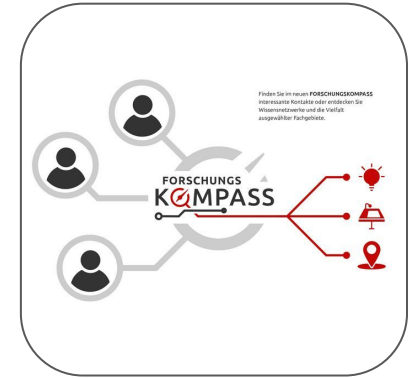 Finden Sie im neuen FORSCHUNGSKOMPASS
interessante Kontakte oder entdecken Sie
Wissensnetzwerke und die Vielfalt
ausgewählter Fachgebiete.
FORSCHUNGS
KOMPASS